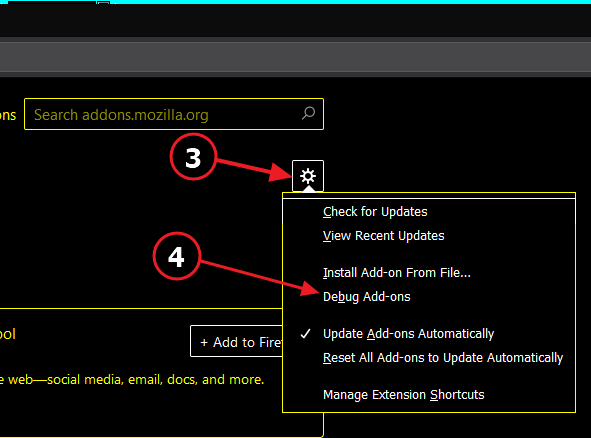 ons
Search addons.mozilla.org
3
Check for Updates
View Recent Updates
4
Install Add-on From File...
Debug Add-ons
ool
+ Add to Firef
Update Add-ons Automatically
Reset All Add-ons to Update Automatically
e web—social media, email, docs, and more.
Manage Extension Shortcuts